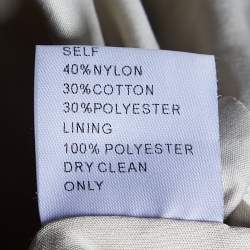 SELF
40%NYLON
30%COTTON
30%POLYESTER
LINING
100% POLYESTER
DRY CLEAN
ONLY